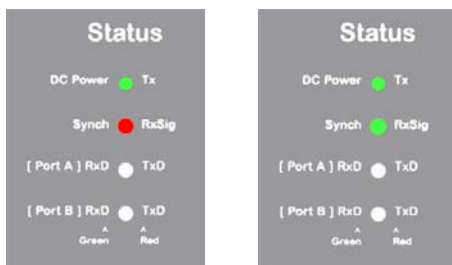 Status
DC Power Tx
Synch RxSig
[ Port A ] RxD TxD
[ Port B ] RxD TxD
^ ^
Green Red
Status
DC Power Tx
Synch RxSig
[ Port A ] RxD TxD
[ Port B ] RxD TxD
^ ^
Green Red